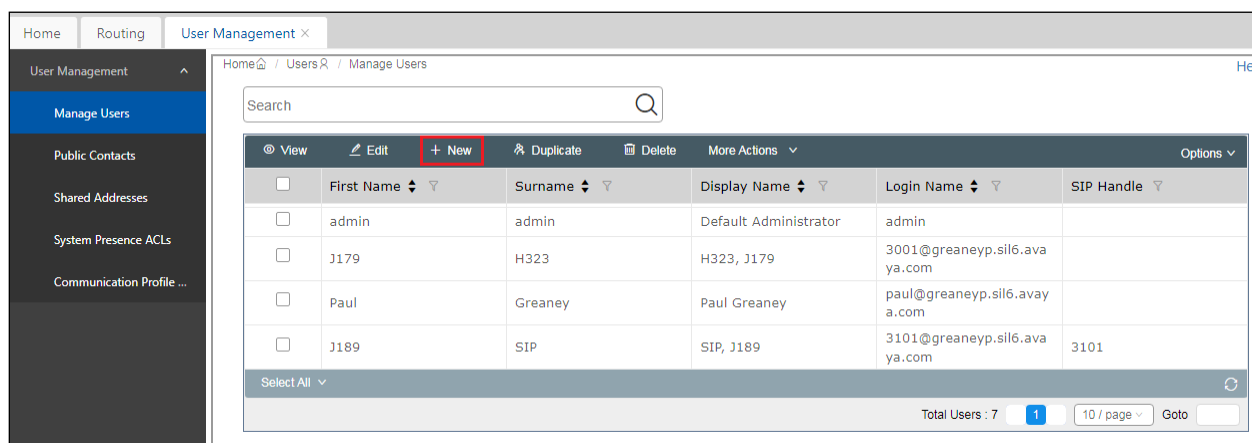 Home Routing User Management ×
User Management
Home / Users / Manage Users
He
Manage Users
Search
Public Contacts
View Edit + New Duplicate Delete More Actions Options
Shared Addresses
First Name Surname Display Name Login Name SIP Handle
System Presence ACLs
admin admin Default Administrator admin
Communication Profile ...
J179 H323 H323, J179 3001@greaneyp.sil6.ava
ya.com
Paul Greaney Paul Greaney paul@greaneyp.sil6.avay
a.com
J189 SIP SIP, J189 3101@greaneyp.sil6.ava
ya.com 3101
Select All
Total Users : 7 1 10 / page Goto